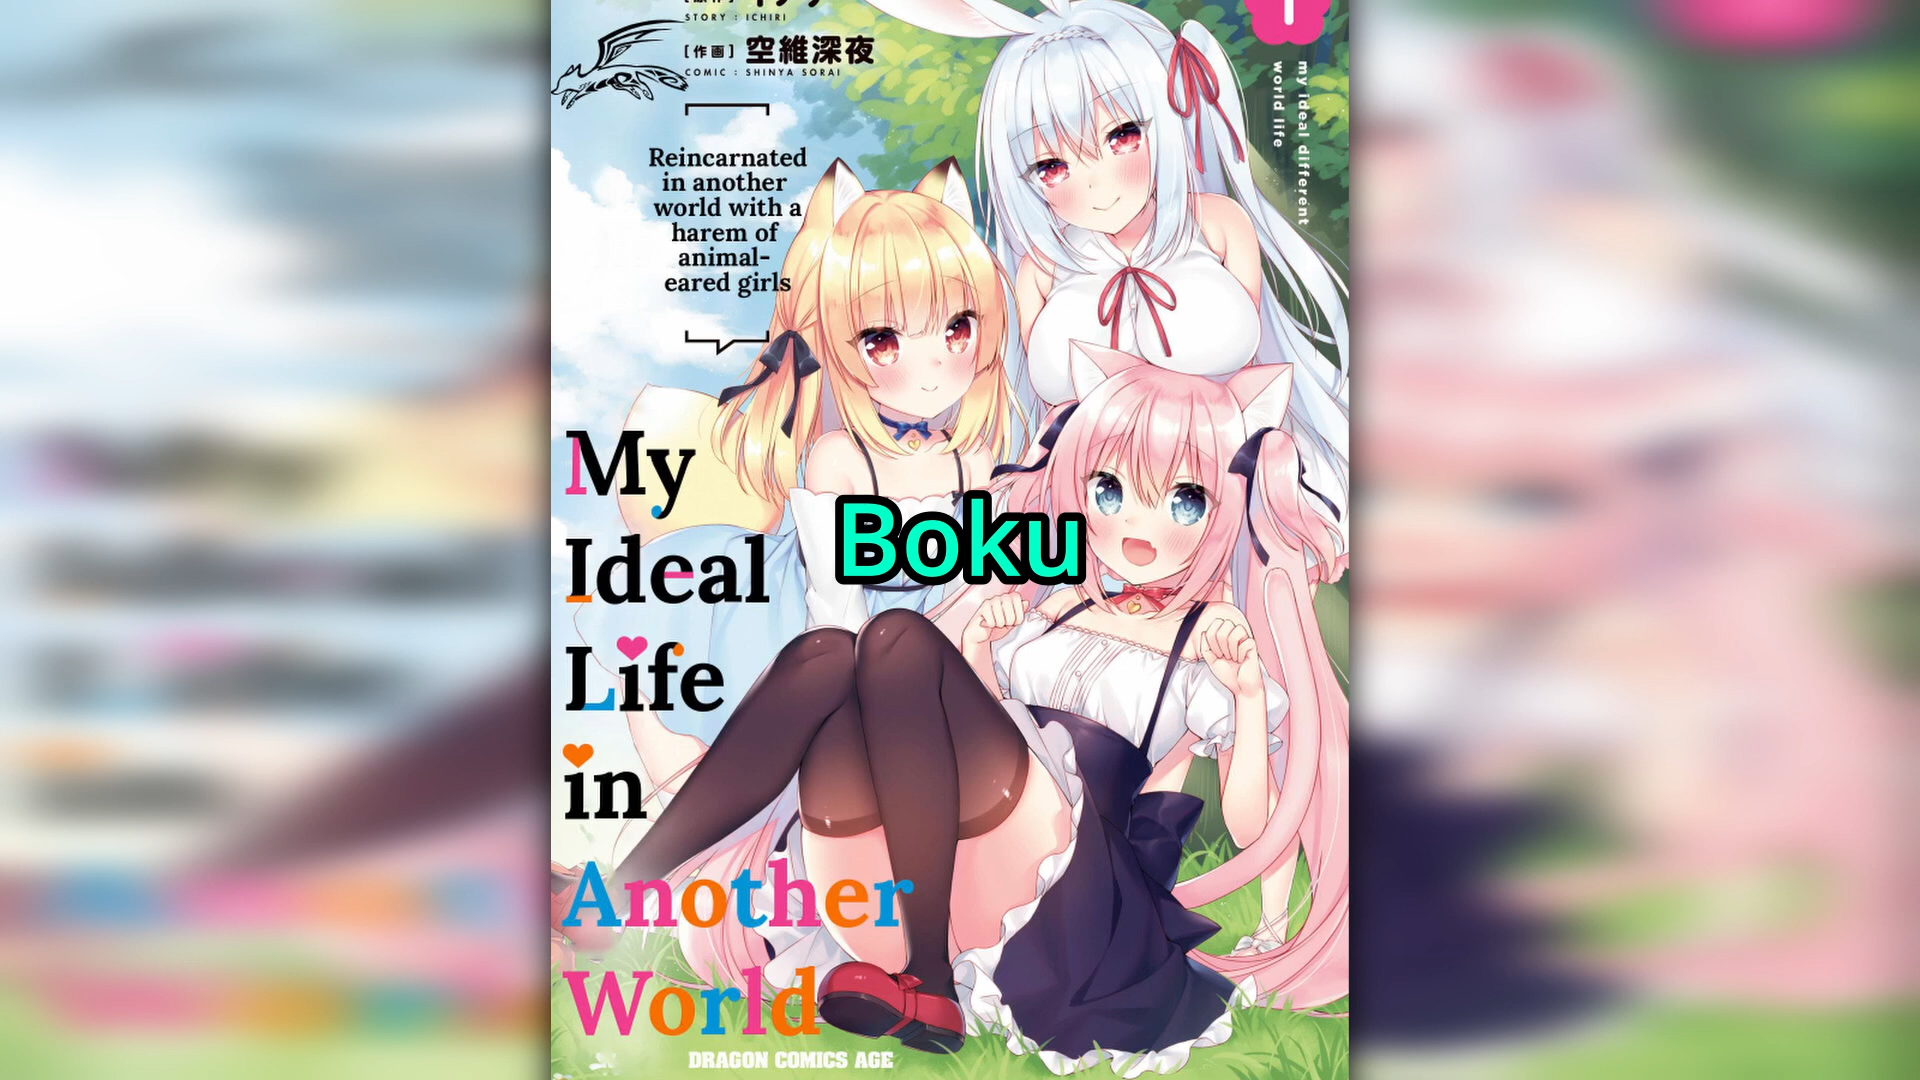 STORY : ICHIRI
[作画] 空維深夜
COMIC : SHINYA SORAI
Reincarnated
in another
world with a
harem of
animal-
eared girls
1
my ideal different
world life
My
Ideal
Life
in
Another
World
Boku
DRAGON COMICS AGE